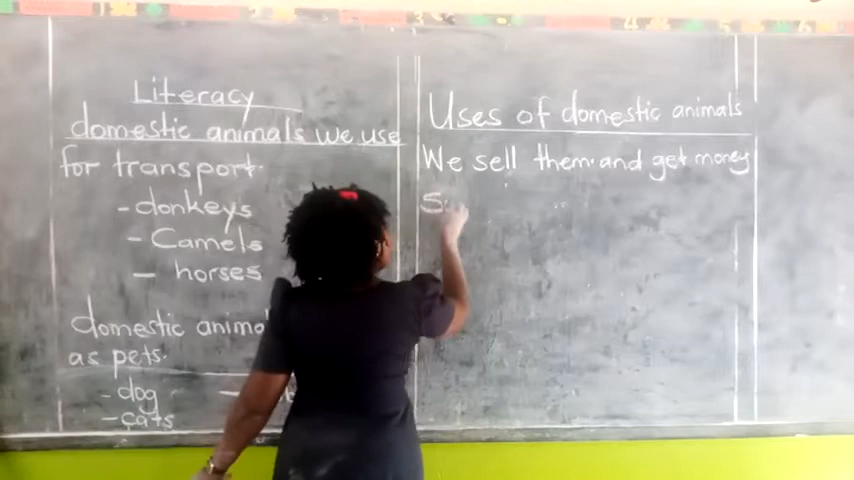 Literacy
domestic animals we use
for transport.
- donkeys
- Camels
- horses
domestic
as pets.
- dog
- cats
Uses of domestic animals
We sell them and get money